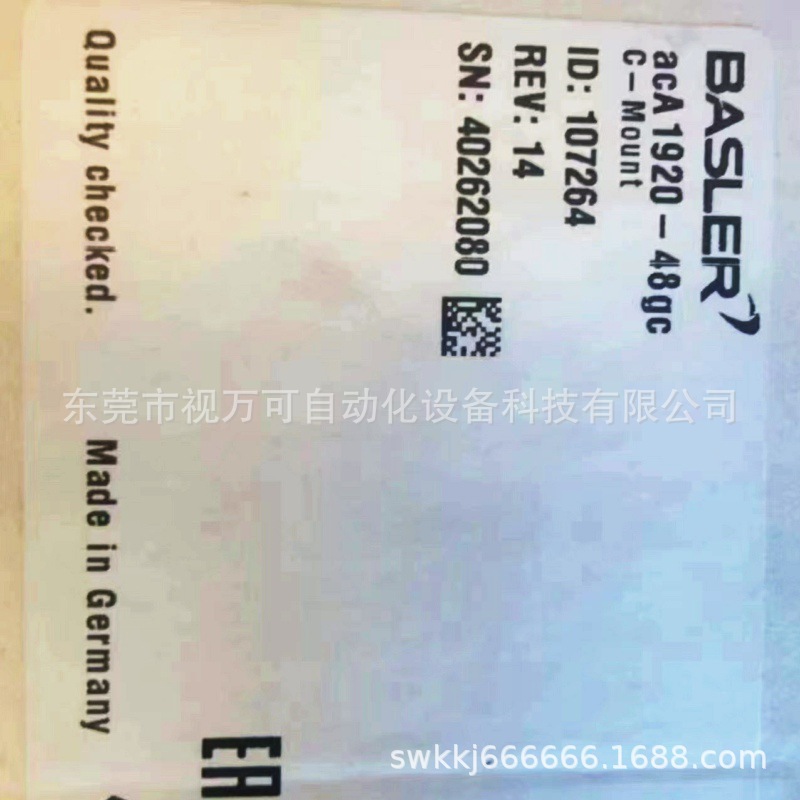 BASLER
acA1920-48gc
C-Mount
ID: 107264
REV: 14
SN: 40262080
Quality checked.
Made in Germany
东莞市视万可自动化设备科技有限公司
swkkj666666.1688.com